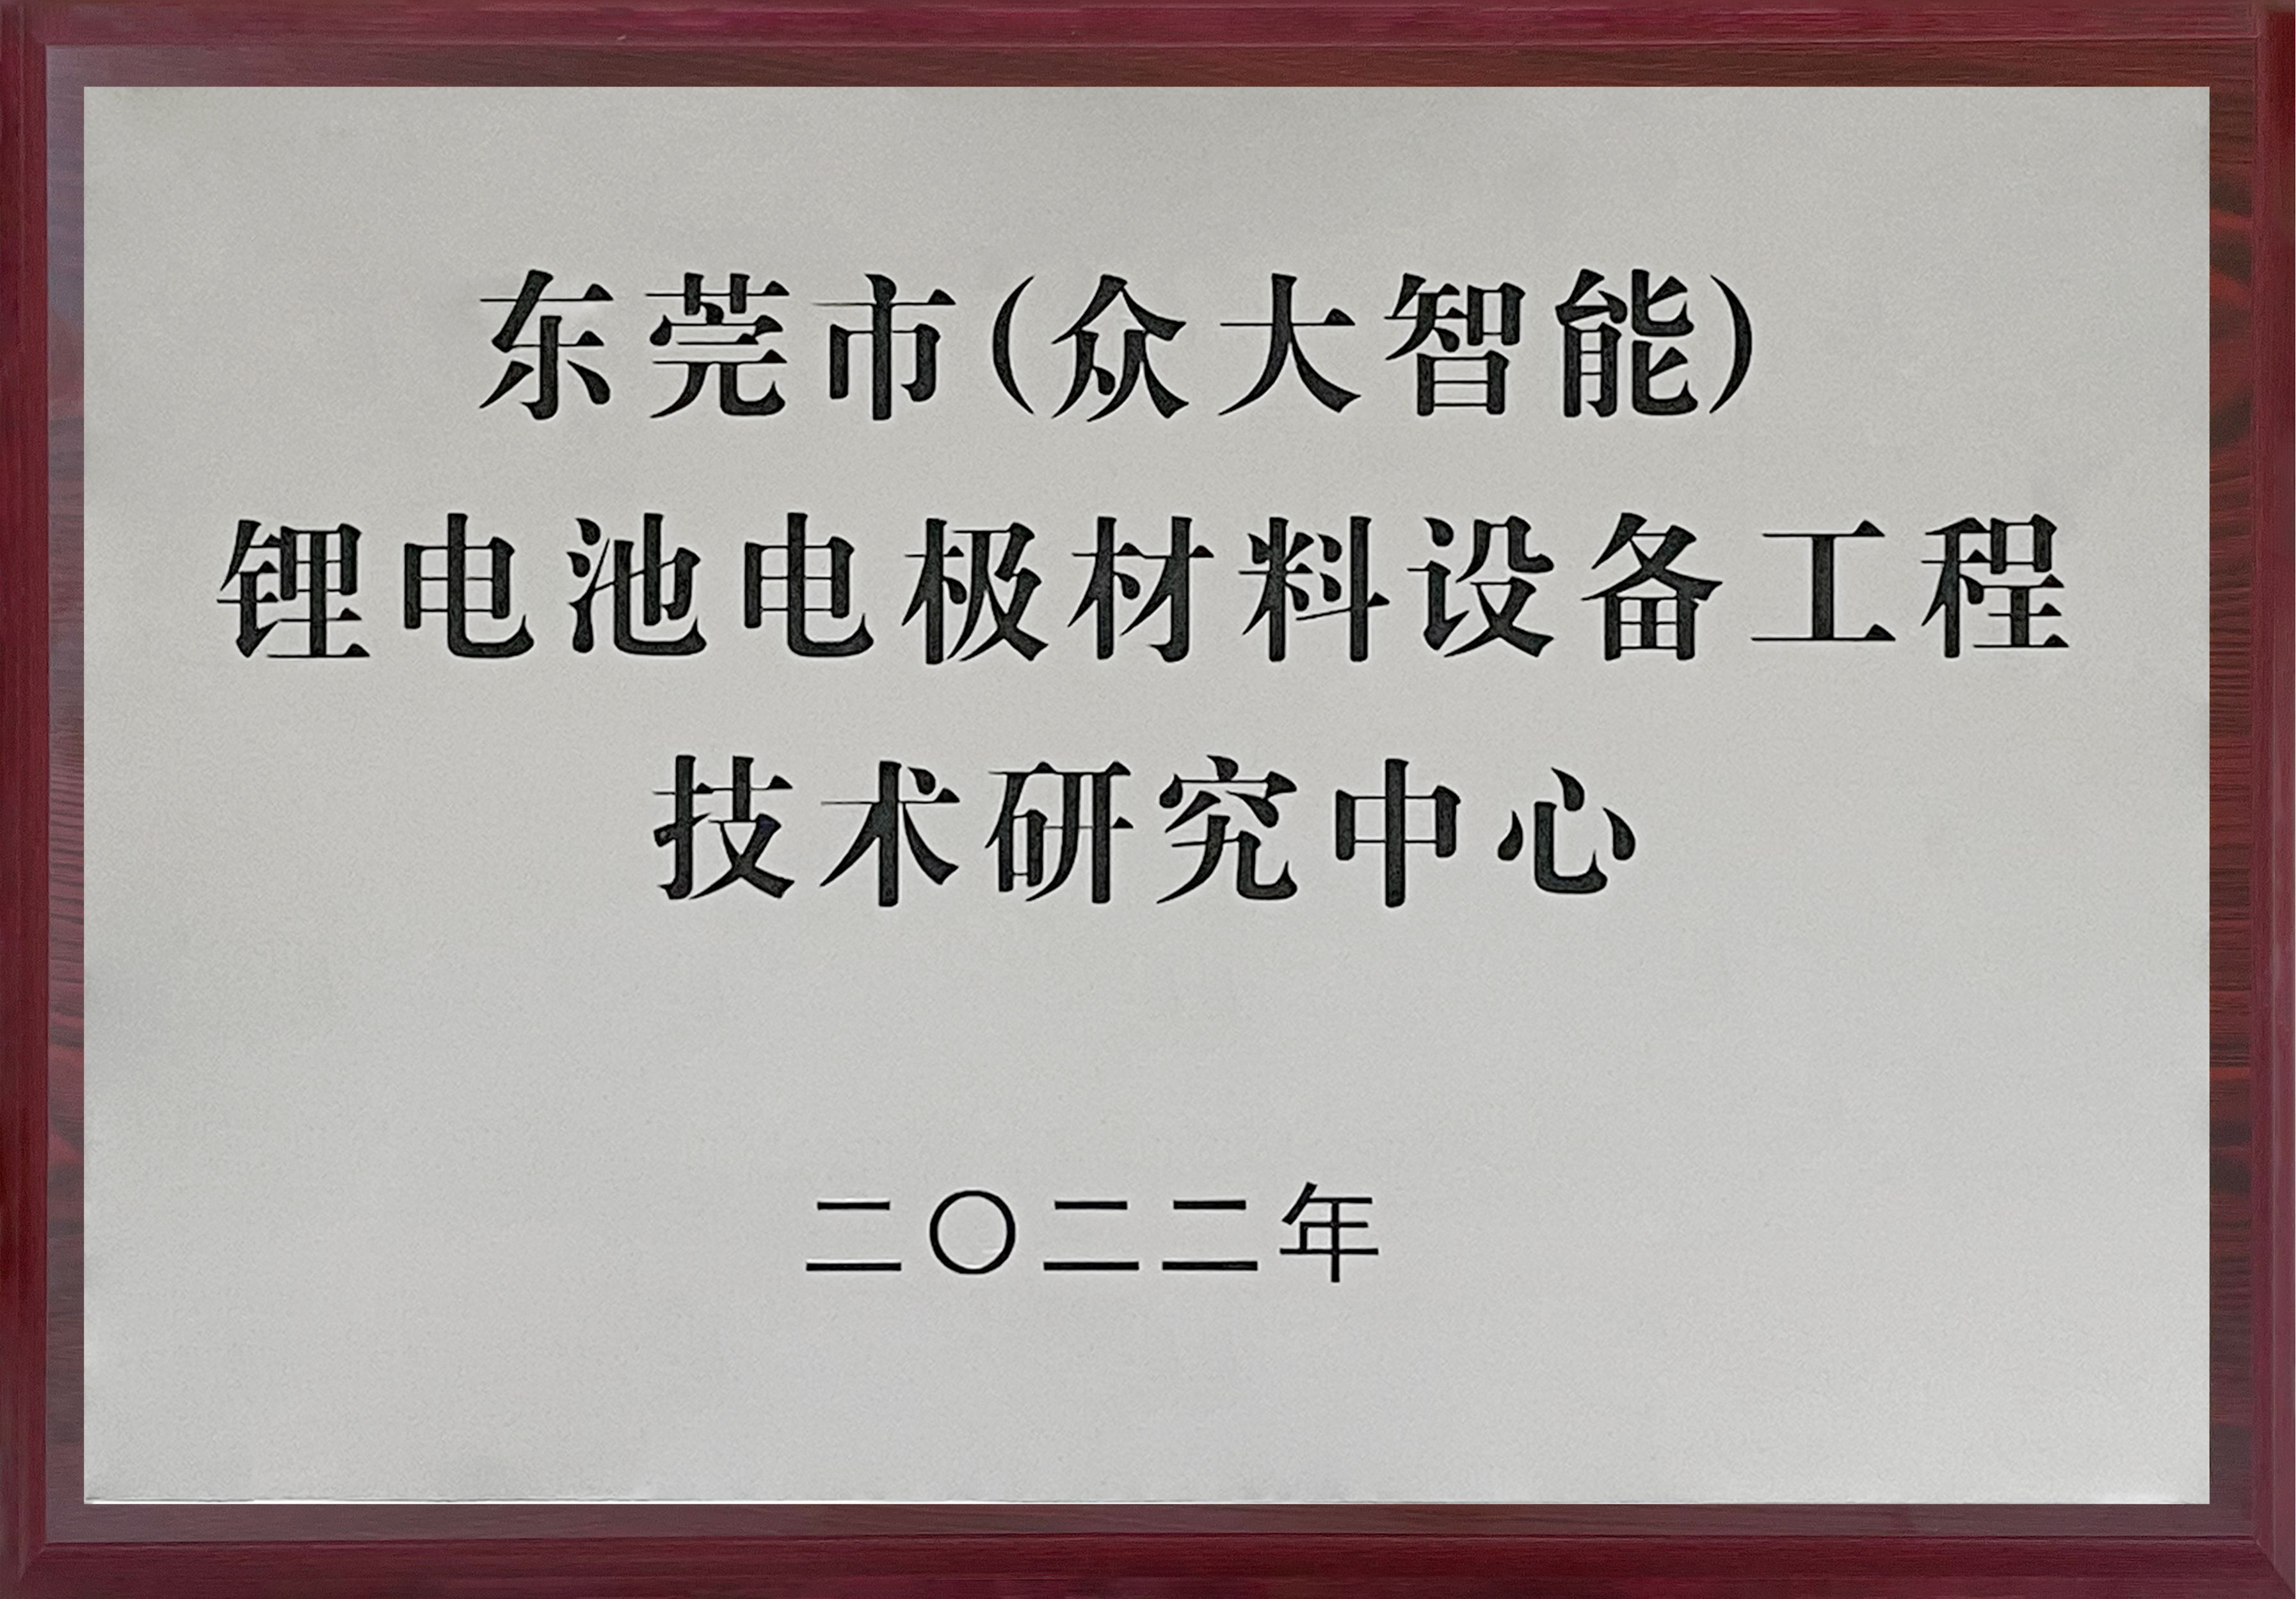 东莞市(众大智能)
锂电池电极材料设备工程
技术研究中心
二〇二二年